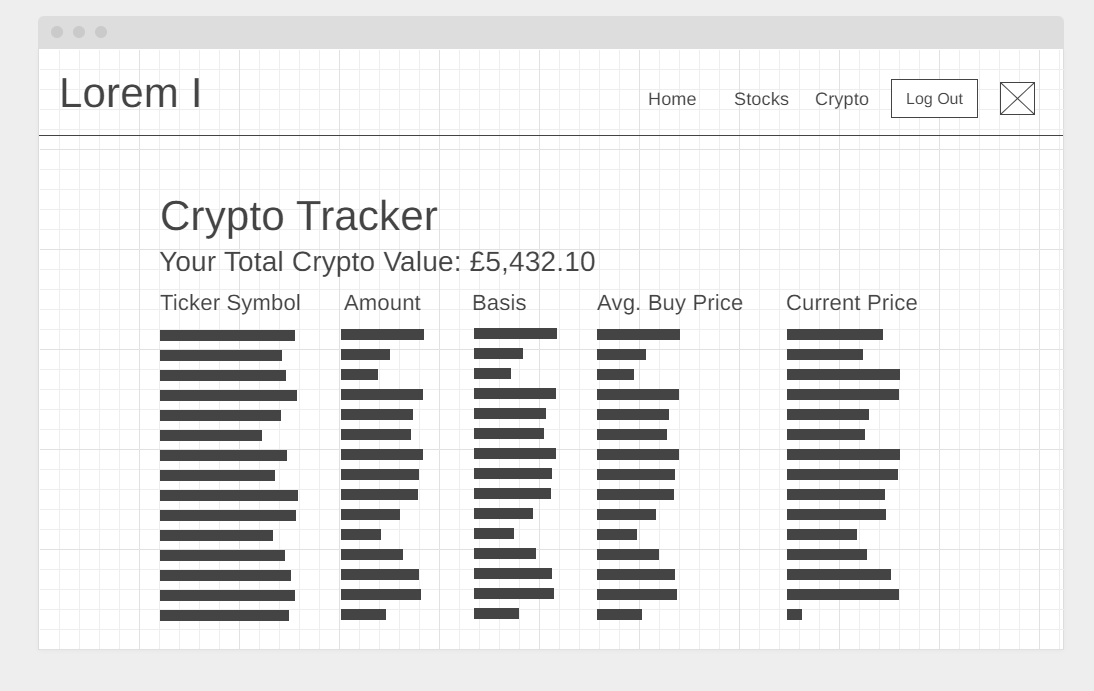 Lorem I
Home Stocks Crypto Log Out
Crypto Tracker
Your Total Crypto Value: £5,432.10
Ticker Symbol Amount Basis Avg. Buy Price Current Price